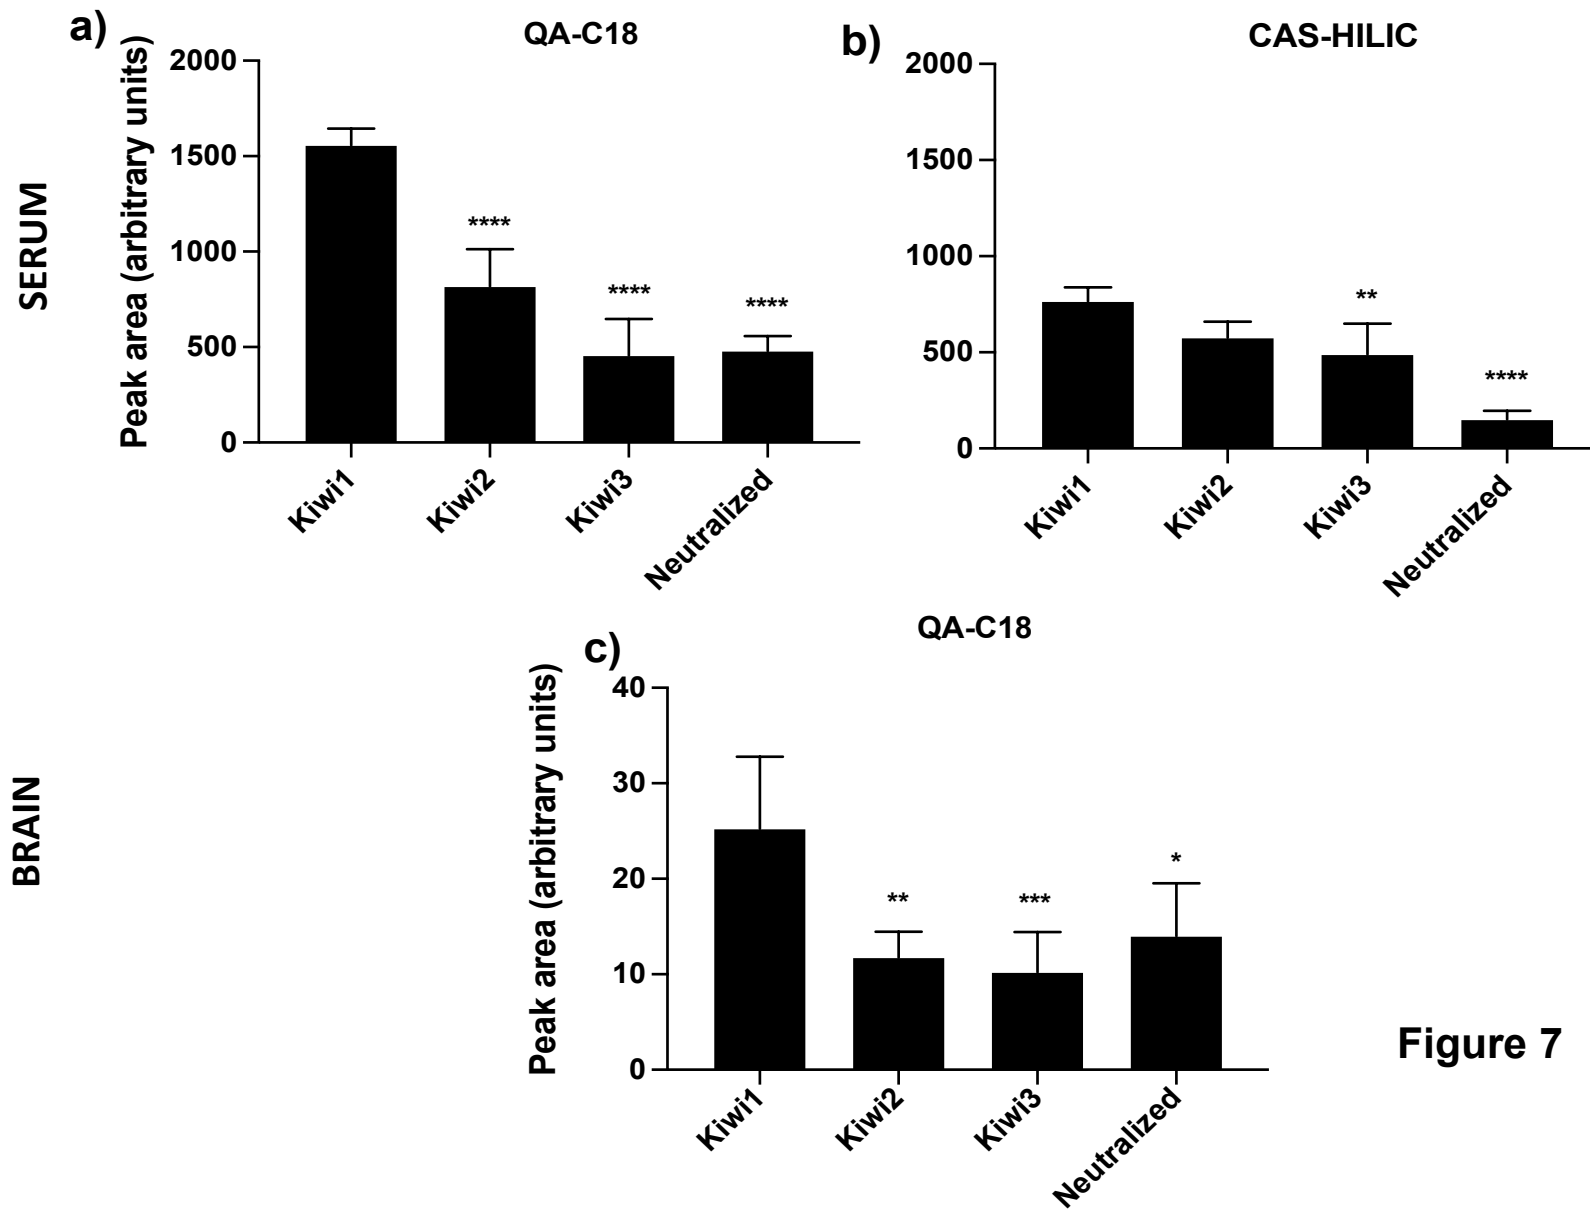 a)
QA-C18
SERUM
Peak area (arbitrary units)
2000
1500
1000
500
0
****
****
****
Kiwi1
Kiwi2
Kiwi3
Neutralized
b)
CAS-HILIC
2000
1500
1000
500
0
**
****
Kiwi1
Kiwi2
Kiwi3
Neutralized
BRAIN
c)
QA-C18
Peak area (arbitrary units)
40
30
20
10
0
**
***
*
Kiwi1
Kiwi2
Kiwi3
Neutralized
Figure 7